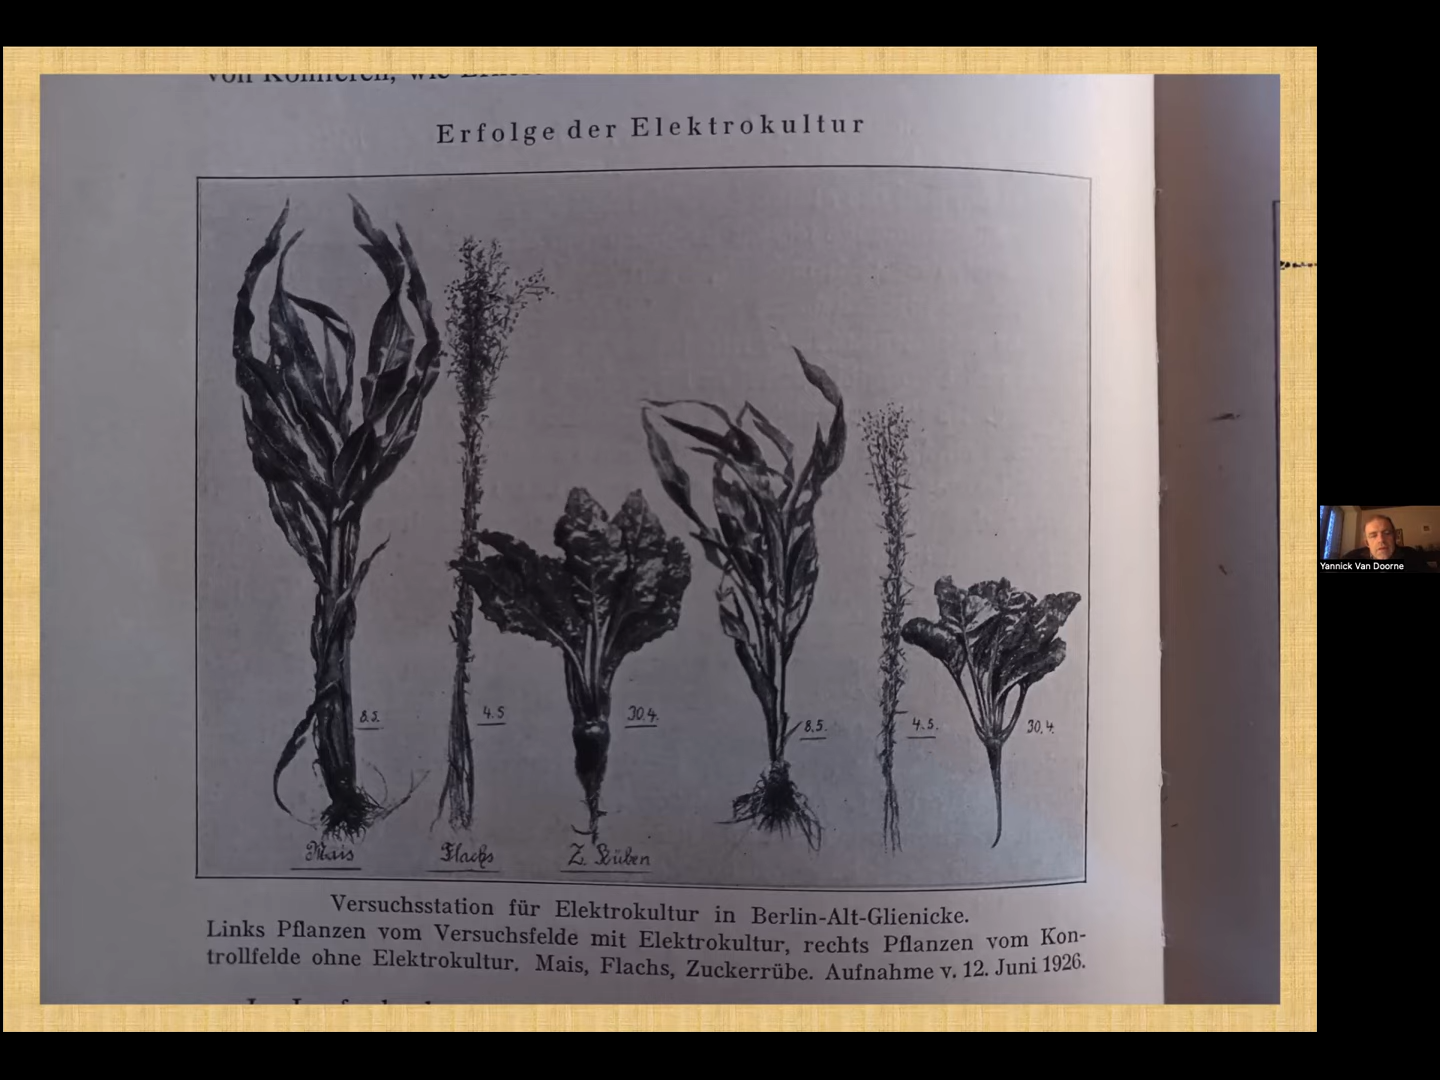 Erfolge der Elektrokultur
8.5.
4.5
30.4.
8.5.
4.5.
30.4.
Mais
Flachs
Z. Rüben
Versuchsstation für Elektrokultur in Berlin-Alt-Glienicke.
Links Pflanzen vom Versuchsfelde mit Elektrokultur, rechts Pflanzen vom Kon-
trollfelde ohne Elektrokultur. Mais, Flachs, Zuckerrübe. Aufnahme v. 12. Juni 1926.
Yannick Van Doorne